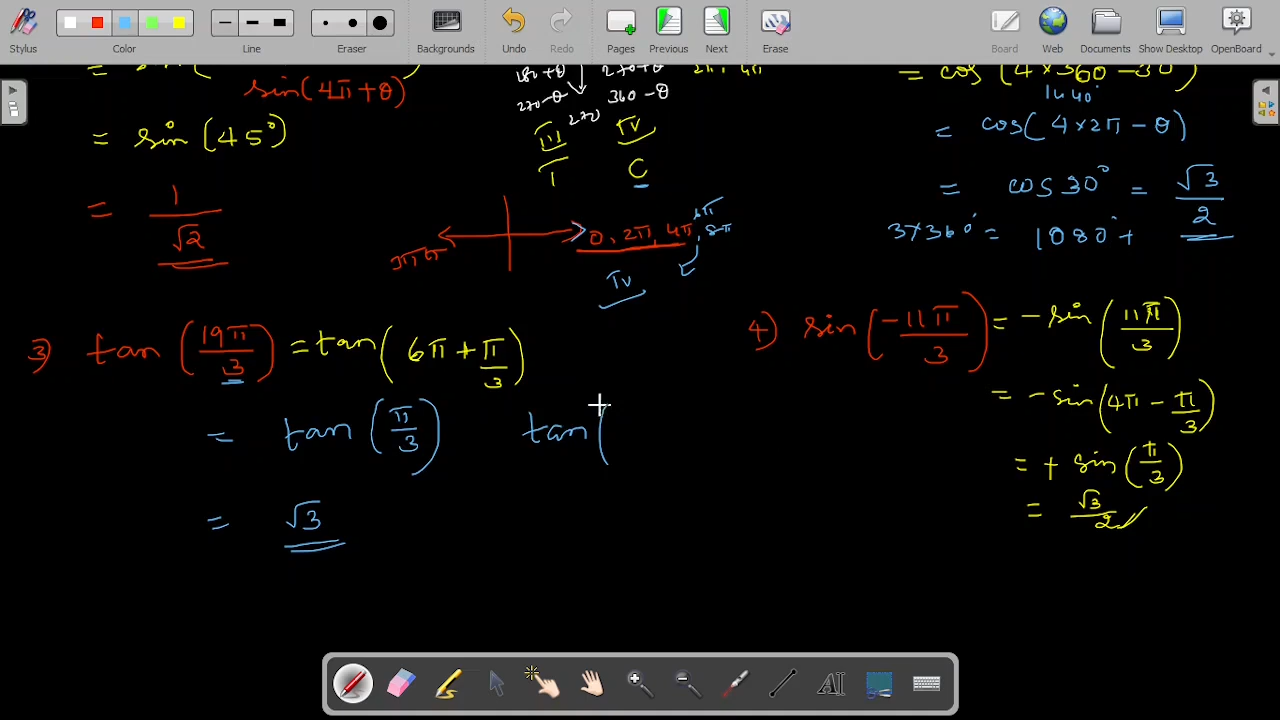 Stylus Color Line Eraser Backgrounds Undo Redo Pages Previous Next Erase Board Web Documents Show Desktop OpenBoard
sin(4π+θ)
= sin (45°)
= 1/√2
180+θ 270+θ
270-θ 360-θ
270
III IV
T C
0, 2π, 4π, 6π, 8π
IV
= cos (4×360-30°)
1440°
= cos(4×2π - θ)
= cos 30° = √3/2
3×360° = 1080°+
3) tan (19π/3) = tan (6π + π/3)
= tan (π/3) tan (
= √3
4) sin (-11π/3) = - sin (11π/3)
= - sin (4π - π/3)
= + sin (π/3)
= √3/2